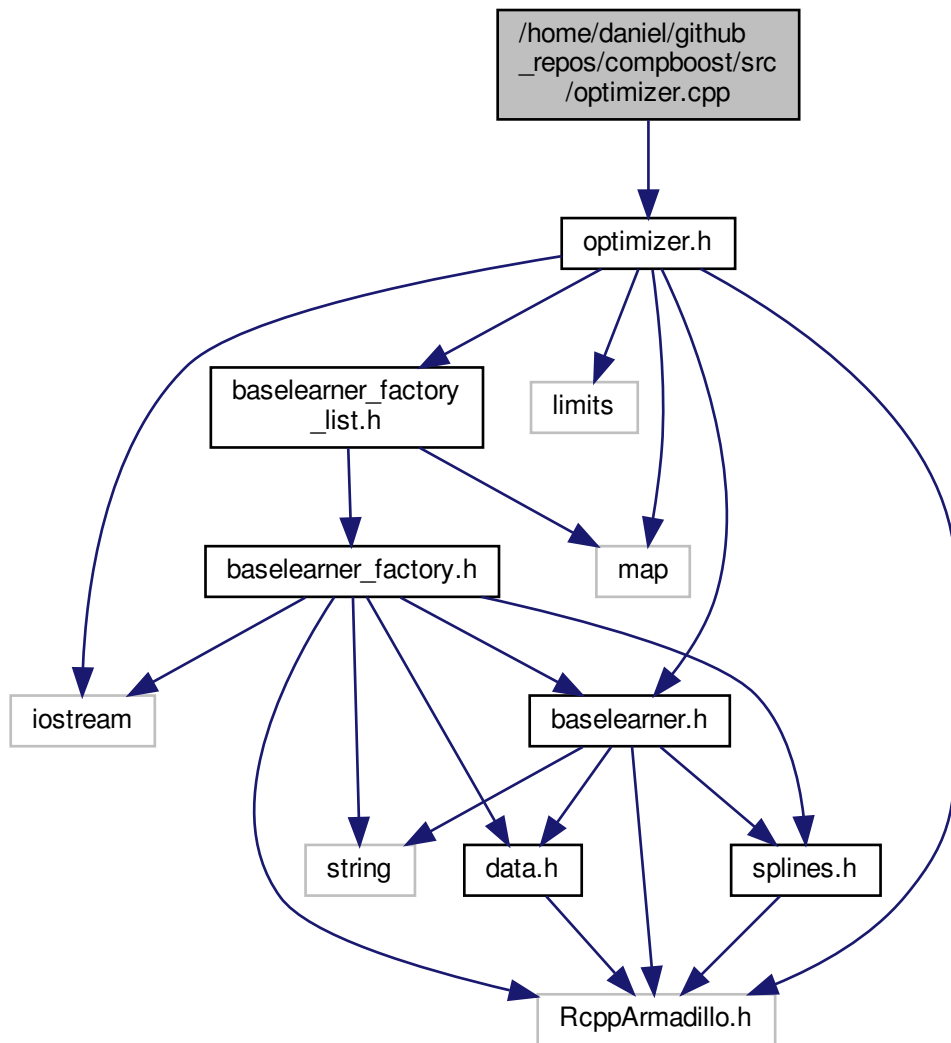 /home/daniel/github
_repos/compboost/src
/optimizer.cpp
optimizer.h
baselearner_factory
_list.h
limits
baselearner_factory.h
map
iostream
baselearner.h
string
data.h
splines.h
RcppArmadillo.h